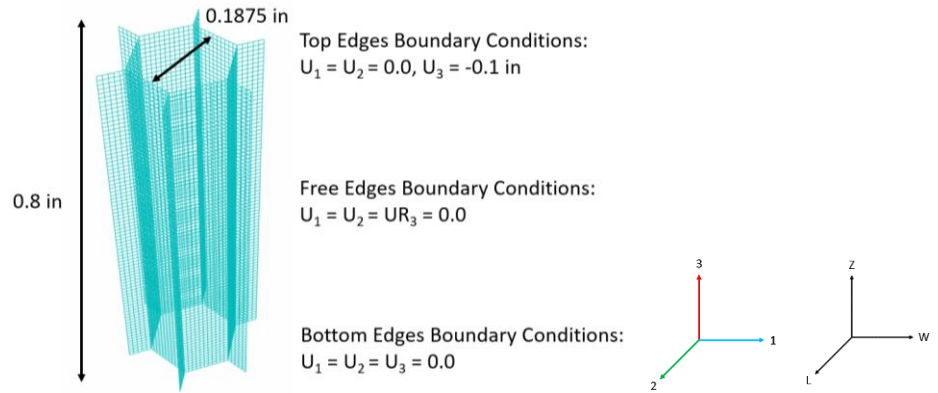 0.1875 in
Top Edges Boundary Conditions:
U₁ = U₂ = 0.0, U₃ = -0.1 in
0.8 in
Free Edges Boundary Conditions:
U₁ = U₂ = UR₃ = 0.0
Bottom Edges Boundary Conditions:
U₁ = U₂ = U₃ = 0.0
3
1
2
Z
W
L